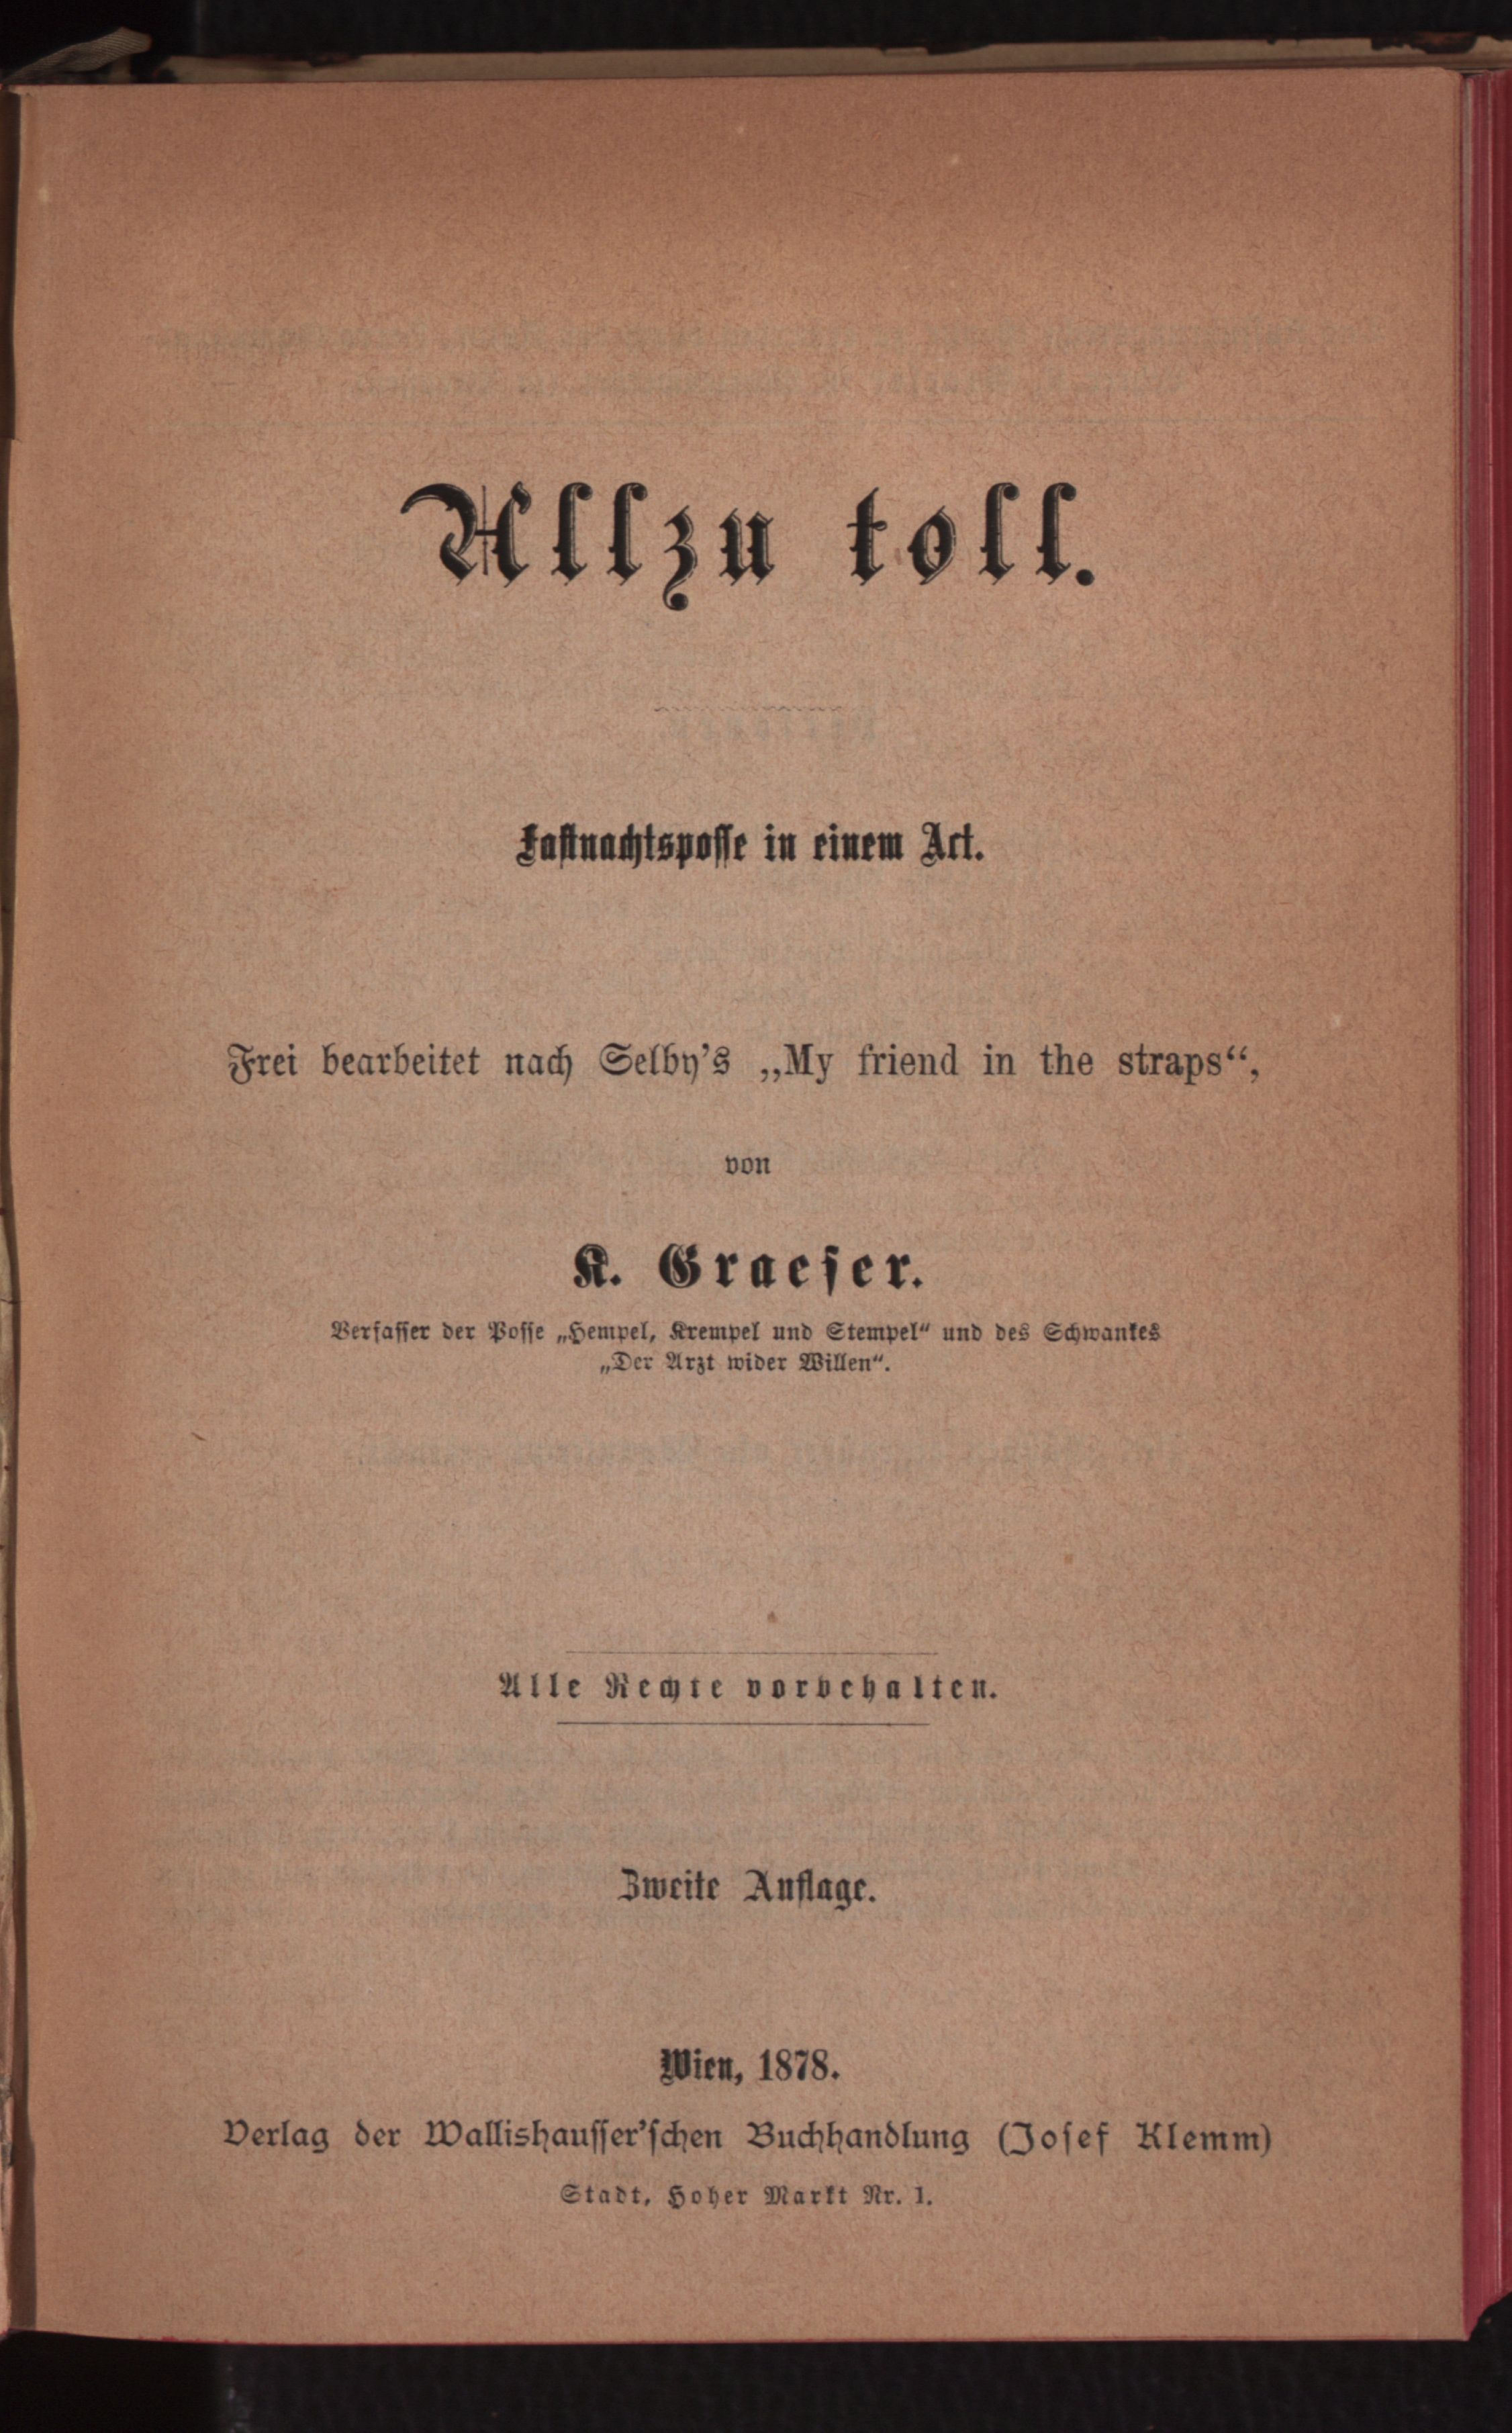 Allzu toll.
Fastnachtsposse in einem Act.
Frei bearbeitet nach Selby's „My friend in the straps“,
von
K. Graeser.
Verfasser der Posse „Hempel, Krempel und Stempel“ und des Schwankes
„Der Arzt wider Willen“.
Alle Rechte vorbehalten.
Zweite Auflage.
Wien, 1878.
Verlag der Wallishausser'schen Buchhandlung (Josef Klemm)
Stadt, Hoher Markt Nr. 1.